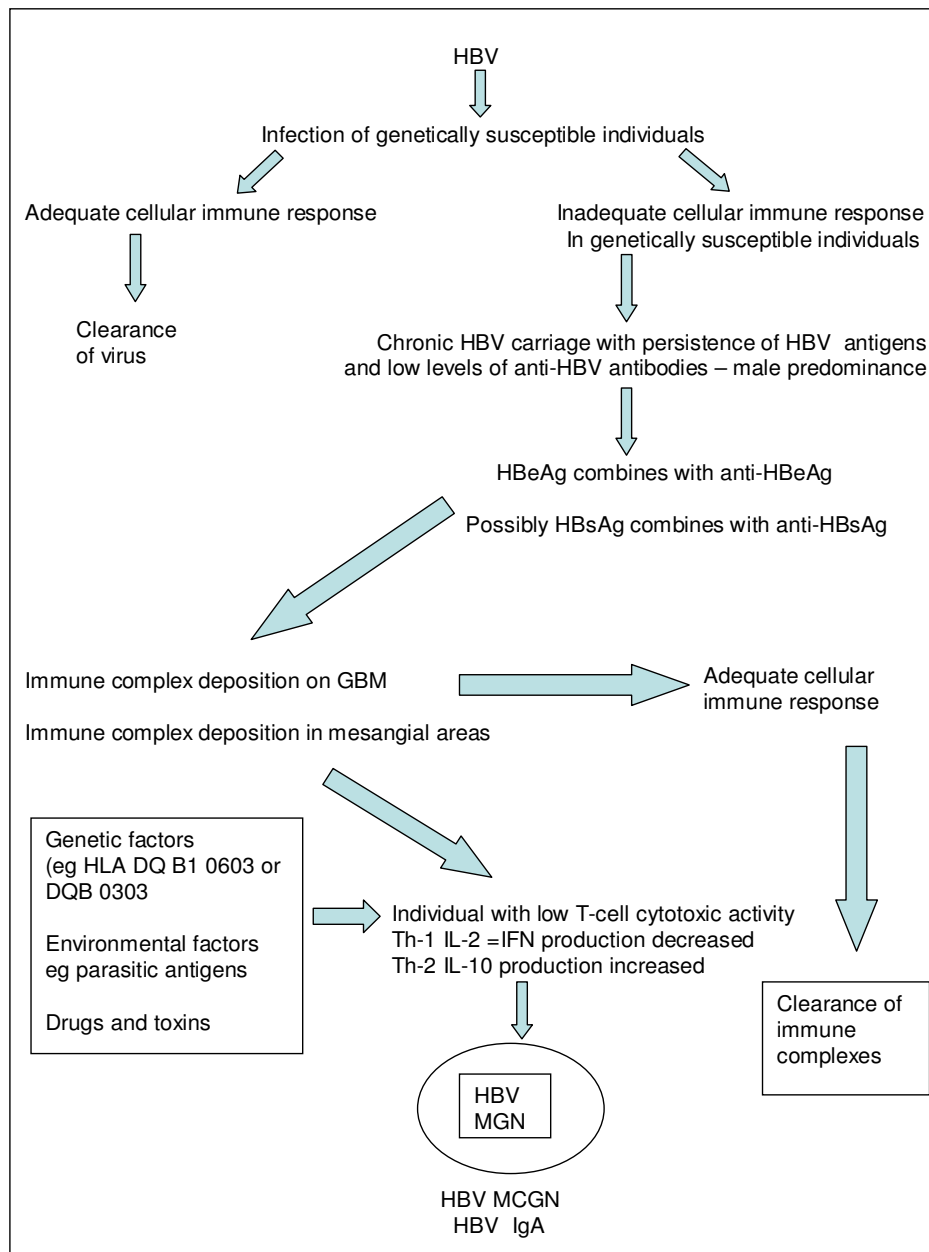 HBV
Infection of genetically susceptible individuals
Adequate cellular immune response
Inadequate cellular immune response
In genetically susceptible individuals
Clearance
of virus
Chronic HBV carriage with persistence of HBV antigens
and low levels of anti-HBV antibodies – male predominance
HBeAg combines with anti-HBeAg
Possibly HBsAg combines with anti-HBsAg
Immune complex deposition on GBM
Adequate cellular
immune response
Immune complex deposition in mesangial areas
Genetic factors
(eg HLA DQ B1 0603 or
DQB 0303
Environmental factors
eg parasitic antigens
Drugs and toxins
Individual with low T-cell cytotoxic activity
Th-1 IL-2 =IFN production decreased
Th-2 IL-10 production increased
Clearance of
immune
complexes
HBV
MGN
HBV MCGN
HBV IgA